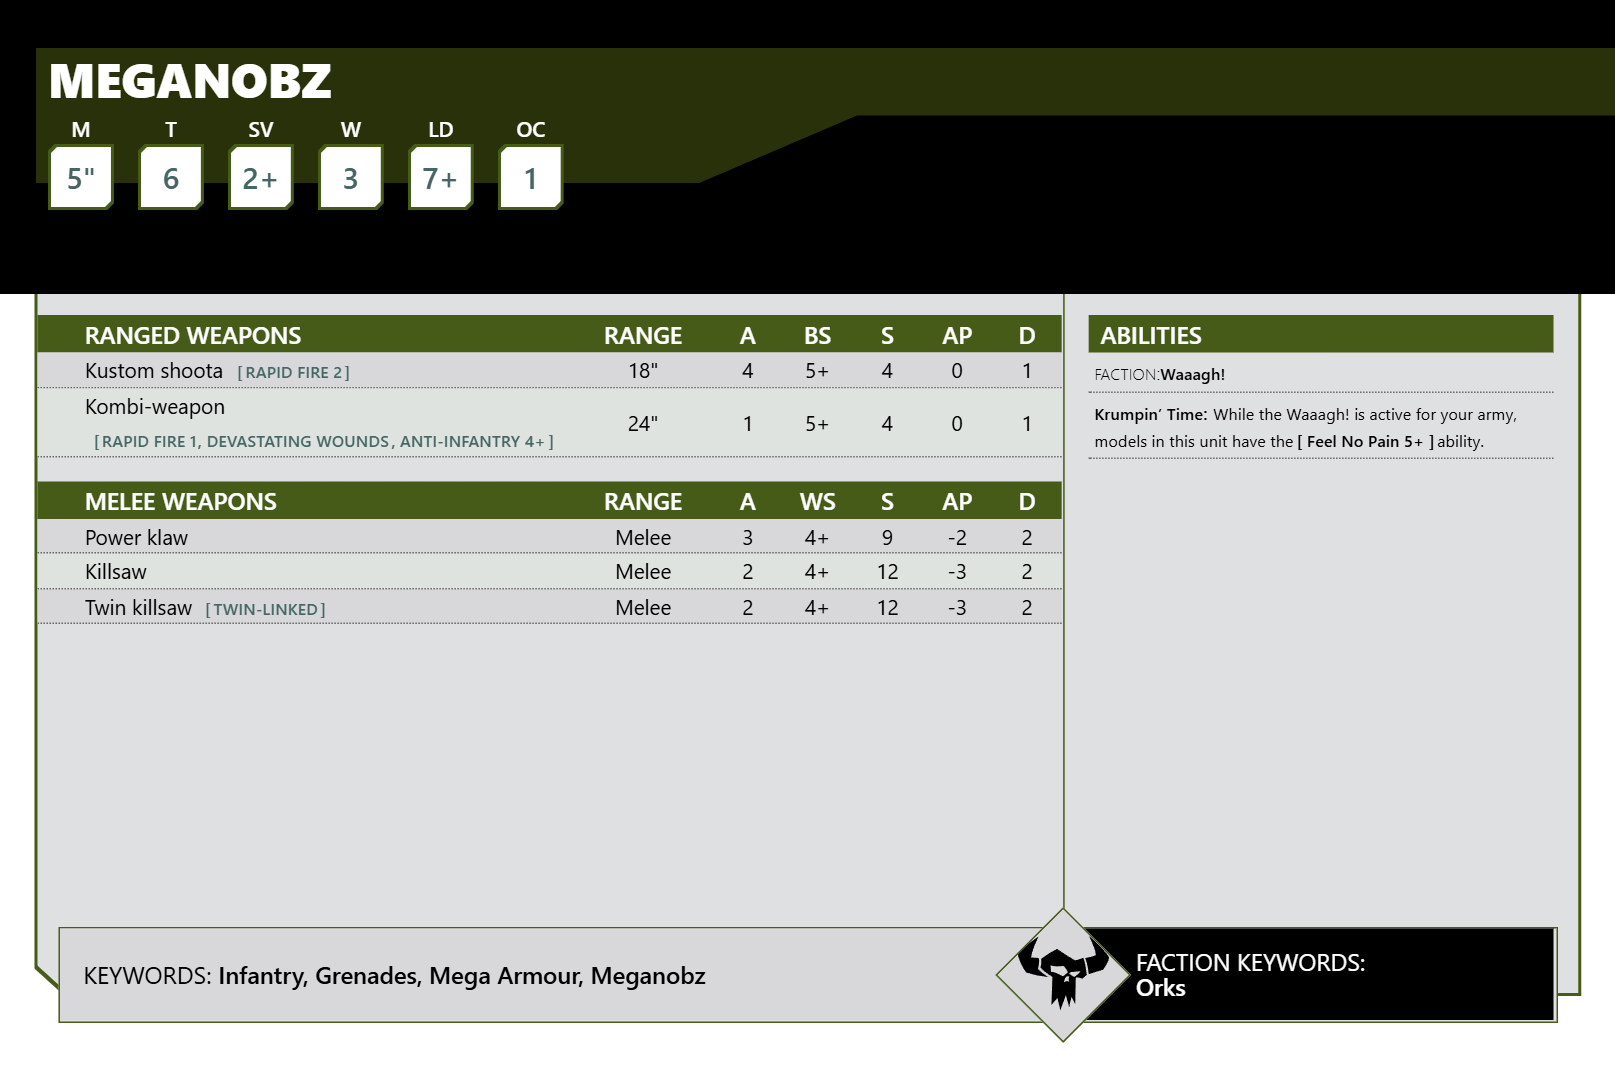 MEGANOBZ
M T SV W LD OC
5" 6 2+ 3 7+ 1
RANGED WEAPONS RANGE A BS S AP D
Kustom shoota [RAPID FIRE 2] 18" 4 5+ 4 0 1
Kombi-weapon
[RAPID FIRE 1, DEVASTATING WOUNDS, ANTI-INFANTRY 4+] 24" 1 5+ 4 0 1
MELEE WEAPONS RANGE A WS S AP D
Power klaw Melee 3 4+ 9 -2 2
Killsaw Melee 2 4+ 12 -3 2
Twin killsaw [TWIN-LINKED] Melee 2 4+ 12 -3 2
ABILITIES
FACTION:Waaagh!
Krumpin’ Time: While the Waaagh! is active for your army,
models in this unit have the [ Feel No Pain 5+ ] ability.
KEYWORDS: Infantry, Grenades, Mega Armour, Meganobz
FACTION KEYWORDS:
Orks